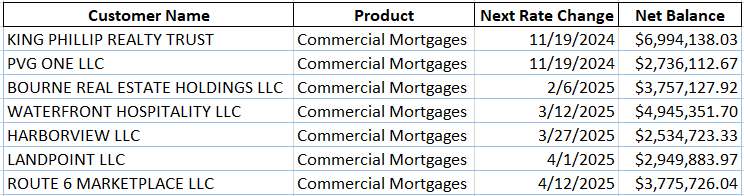 Customer Name Product Next Rate Change Net Balance
KING PHILLIP REALTY TRUST Commercial Mortgages 11/19/2024 $6,994,138.03
PVG ONE LLC Commercial Mortgages 11/19/2024 $2,736,112.67
BOURNE REAL ESTATE HOLDINGS LLC Commercial Mortgages 2/6/2025 $3,757,127.92
WATERFRONT HOSPITALITY LLC Commercial Mortgages 3/12/2025 $4,945,351.70
HARBORVIEW LLC Commercial Mortgages 3/27/2025 $2,534,723.33
LANDPOINT LLC Commercial Mortgages 4/1/2025 $2,949,883.97
ROUTE 6 MARKETPLACE LLC Commercial Mortgages 4/12/2025 $3,775,726.04